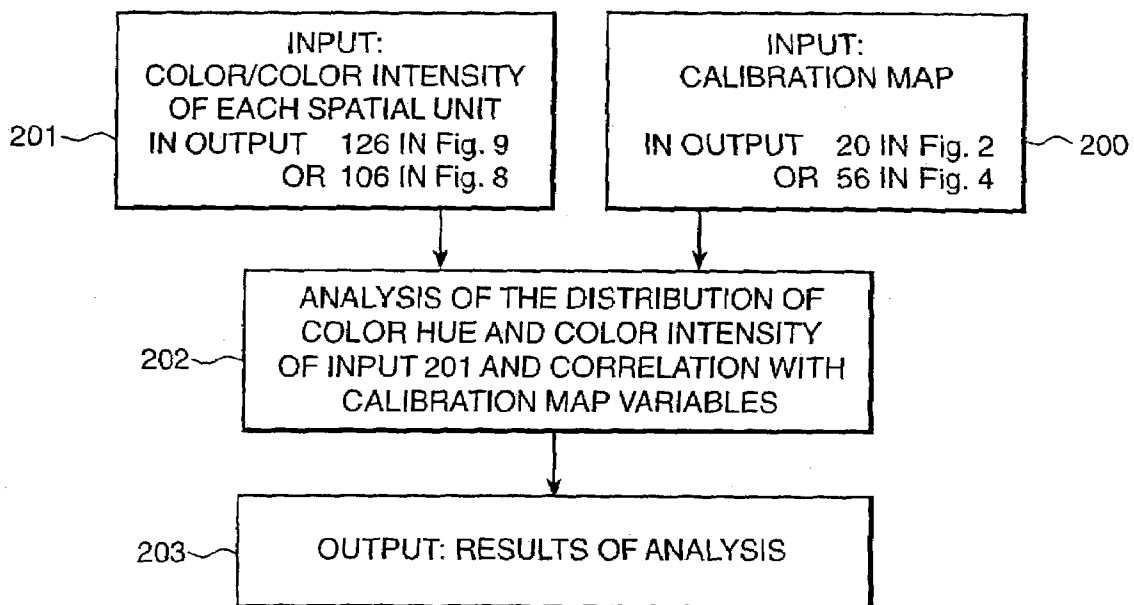 INPUT:
COLOR/COLOR INTENSITY
OF EACH SPATIAL UNIT
IN OUTPUT 126 IN Fig. 9
OR 106 IN Fig. 8
201
INPUT:
CALIBRATION MAP
IN OUTPUT 20 IN Fig. 2
OR 56 IN Fig. 4
200
ANALYSIS OF THE DISTRIBUTION OF
COLOR HUE AND COLOR INTENSITY
OF INPUT 201 AND CORRELATION WITH
CALIBRATION MAP VARIABLES
202
OUTPUT: RESULTS OF ANALYSIS
203